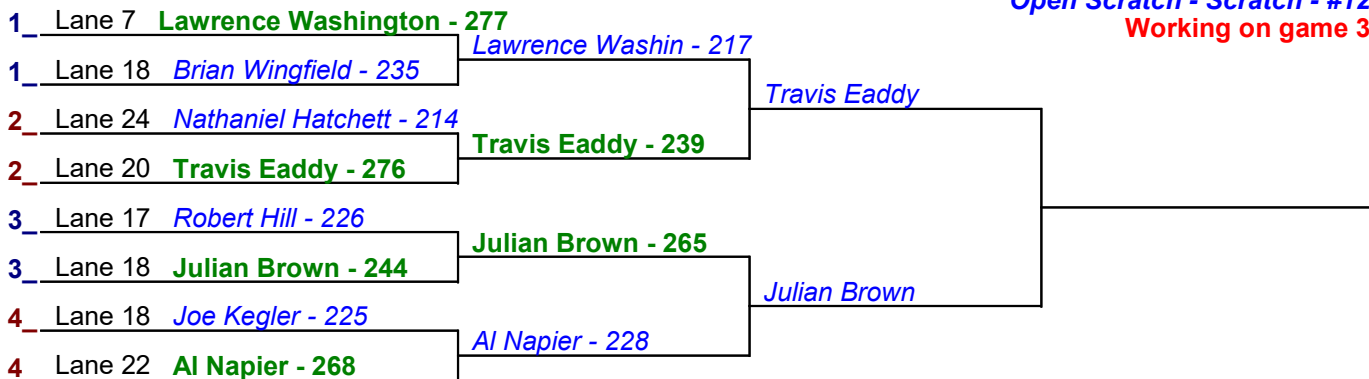 Open Scratch - Scratch - #12
Working on game 3
1_ Lane 7 Lawrence Washington - 277
Lawrence Washin - 217
1_ Lane 18 Brian Wingfield - 235
Travis Eaddy
2_ Lane 24 Nathaniel Hatchett - 214
Travis Eaddy - 239
2_ Lane 20 Travis Eaddy - 276
3_ Lane 17 Robert Hill - 226
Julian Brown - 265
3_ Lane 18 Julian Brown - 244
Julian Brown
4_ Lane 18 Joe Kegler - 225
Al Napier - 228
4 Lane 22 Al Napier - 268